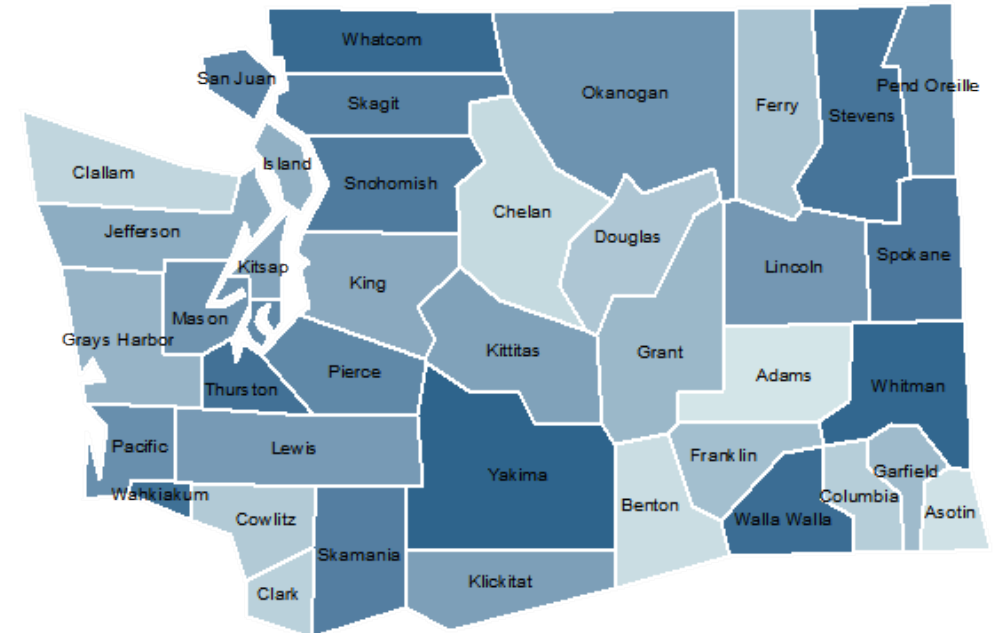 Whatcom
San Juan
Skagit
Okanogan
Ferry
Stevens
Pend Oreille
Clallam
Island
Snohomish
Chelan
Jefferson
Douglas
Kitsap
King
Lincoln
Spokane
Mason
Grays Harbor
Kittitas
Grant
Pierce
Adams
Thurston
Whitman
Pacific
Lewis
Yakima
Franklin
Garfield
Wahkiakum
Columbia
Benton
Cowlitz
Walla Walla
Asotin
Skamania
Klickitat
Clark